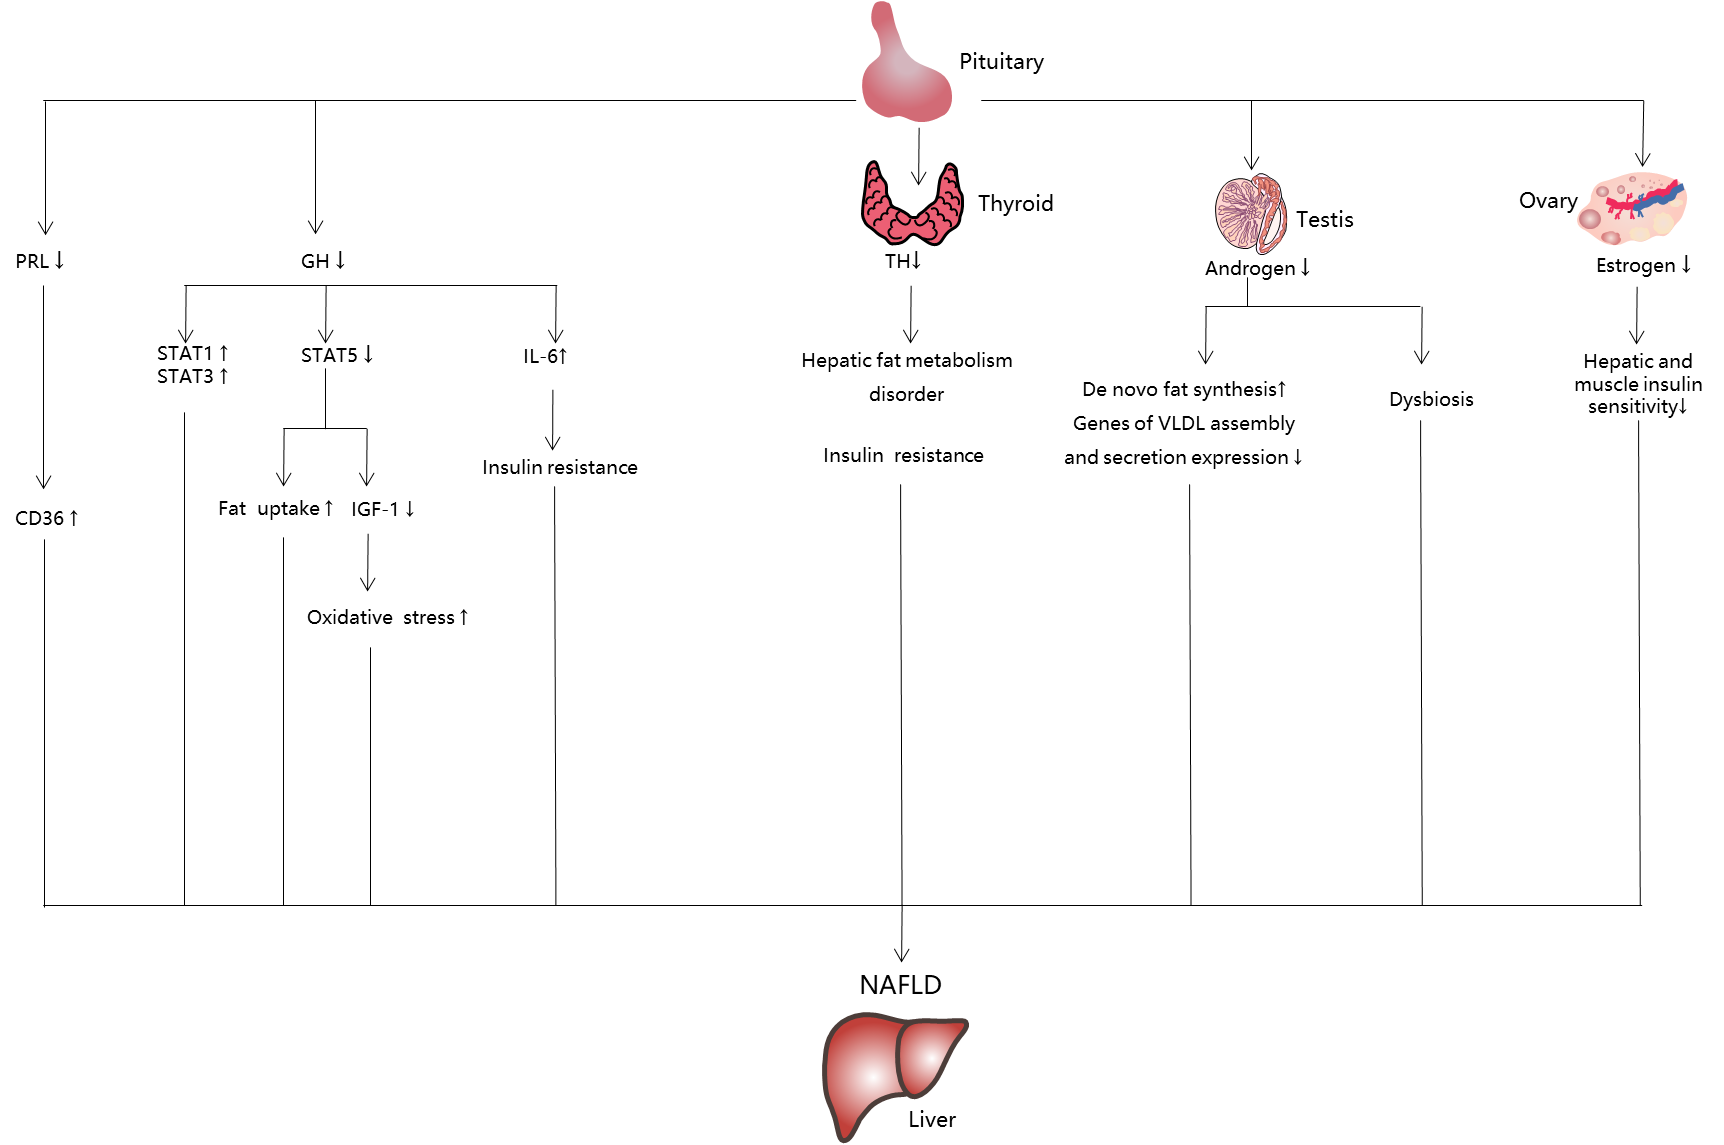 Pituitary
Thyroid
Testis
Ovary
PRL↓
GH↓
TH↓
Androgen↓
Estrogen↓
STAT1↑
STAT3↑
STAT5↓
IL-6↑
Hepatic fat metabolism
disorder
Insulin resistance
De novo fat synthesis↑
Genes of VLDL assembly
and secretion expression↓
Dysbiosis
Hepatic and
muscle insulin
sensitivity↓
Insulin resistance
CD36↑
Fat uptake↑
IGF-1↓
Oxidative stress↑
NAFLD
Liver